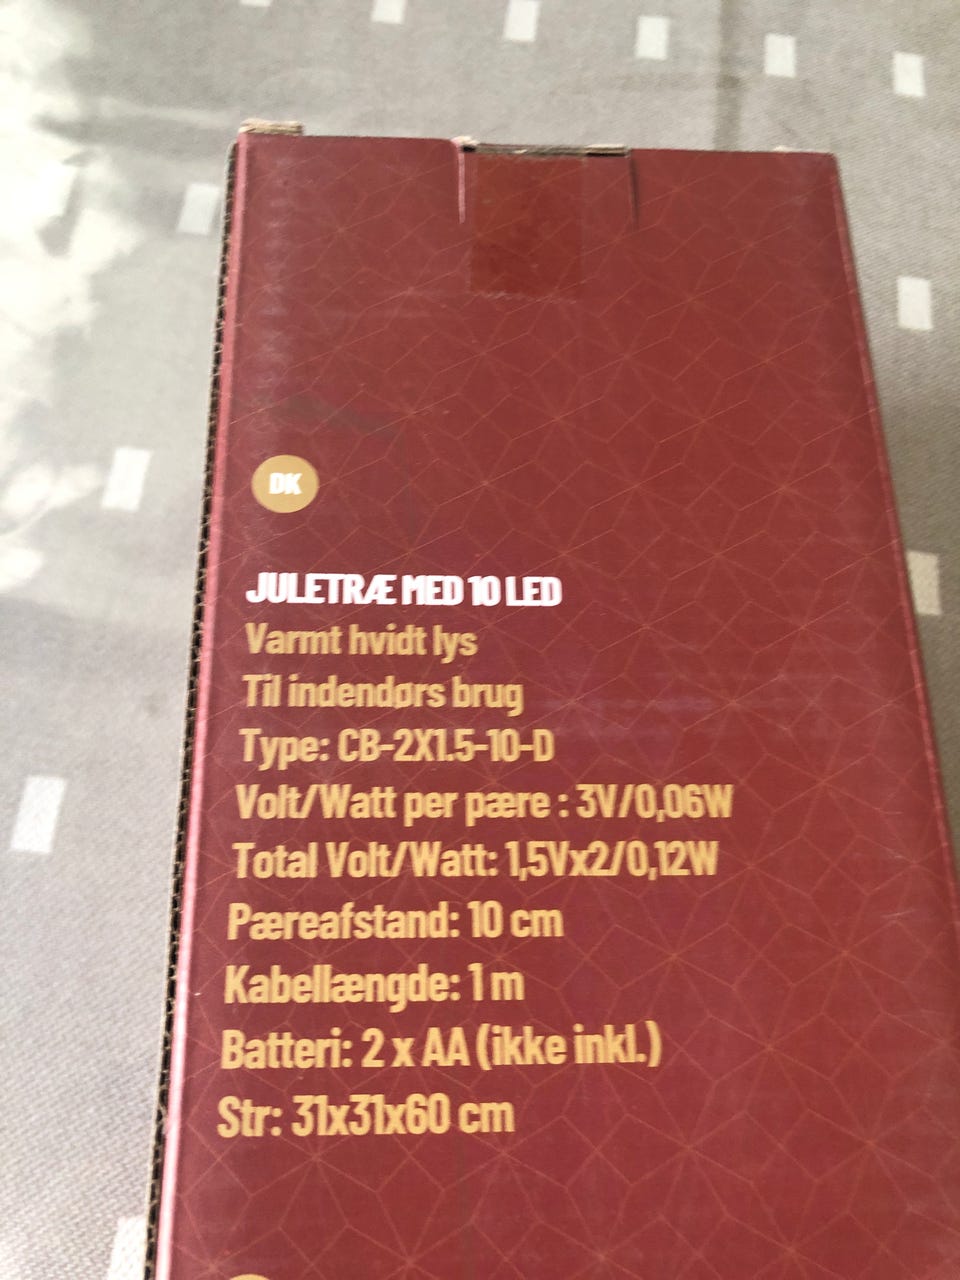 DK
JULETRÆ MED 10 LED
Varmt hvidt lys
Til indendørs brug
Type: CB-2X1.5-10-D
Volt/Watt per pære : 3V/0,06W
Total Volt/Watt: 1,5Vx2/0,12W
Pæreafstand: 10 cm
Kabellængde: 1 m
Batteri: 2 x AA (ikke inkl.)
Str: 31x31x60 cm